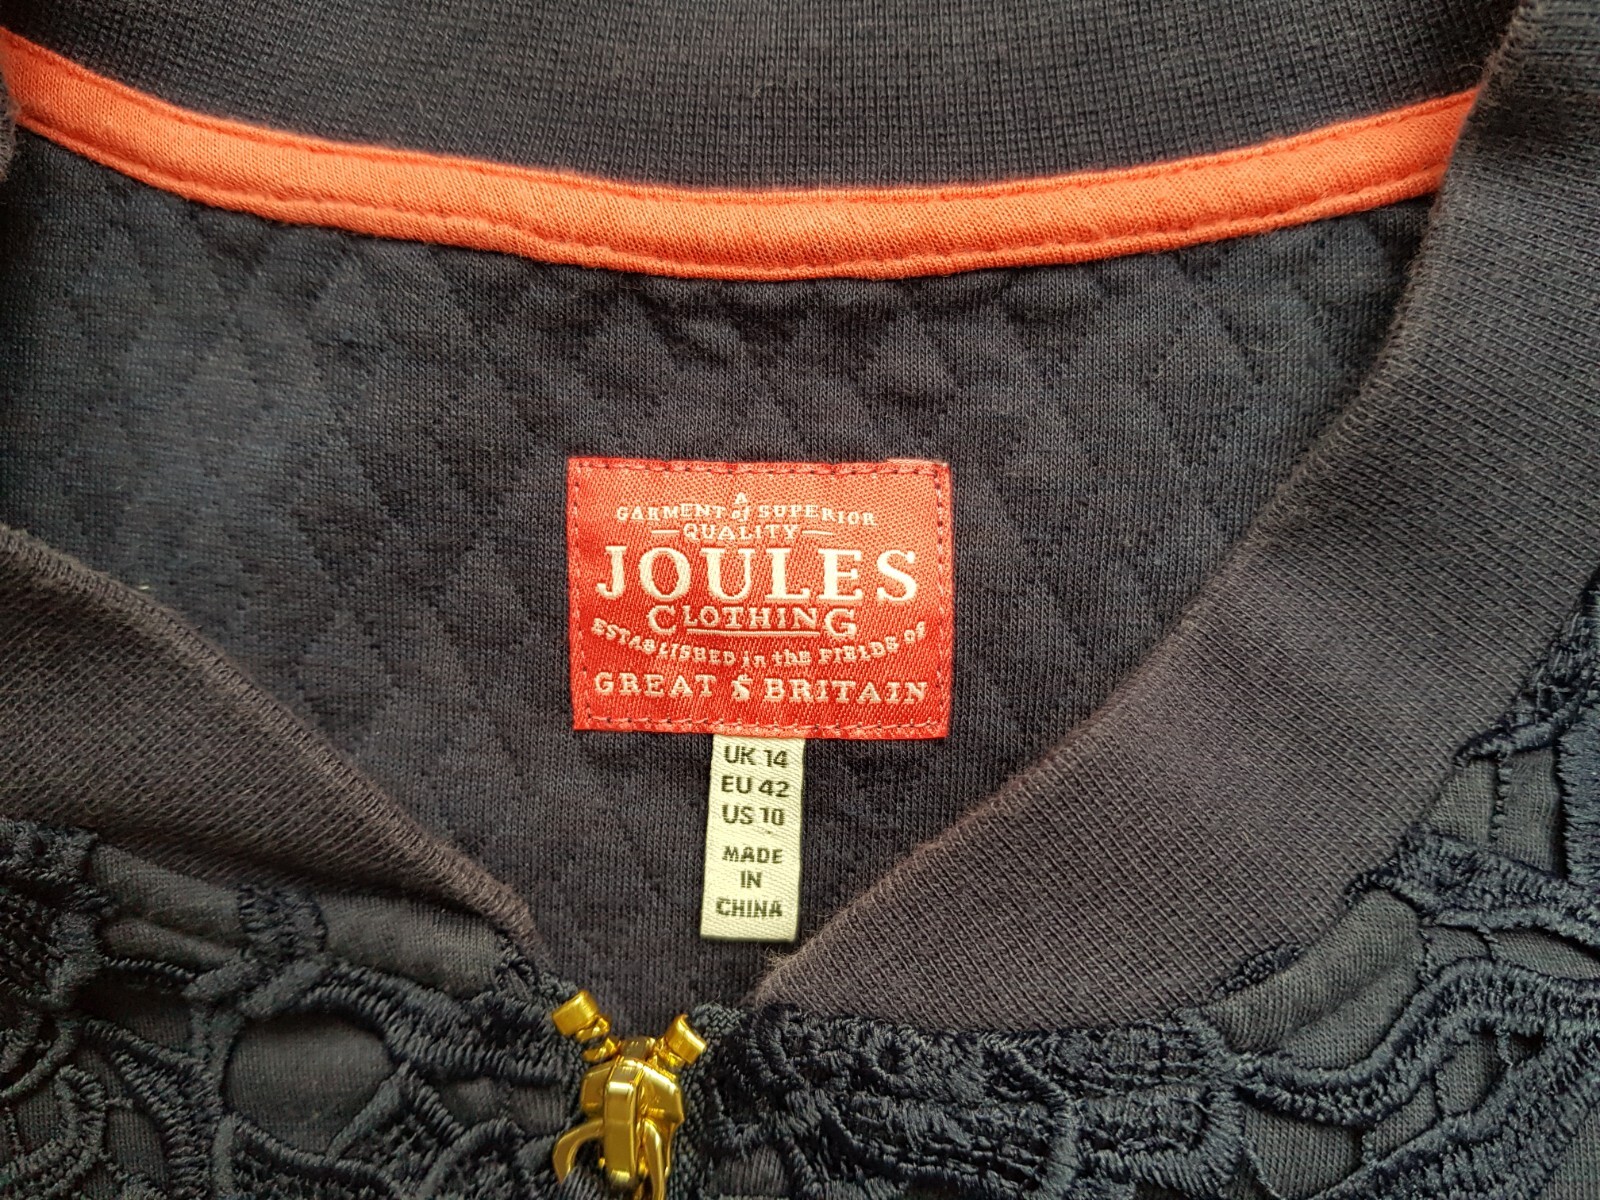 A
GARMENT of SUPERIOR
QUALITY
JOULES
CLOTHING
ESTABLISHED in the FIELDS OF
GREAT & BRITAIN
UK 14
EU 42
US 10
MADE
IN
CHINA